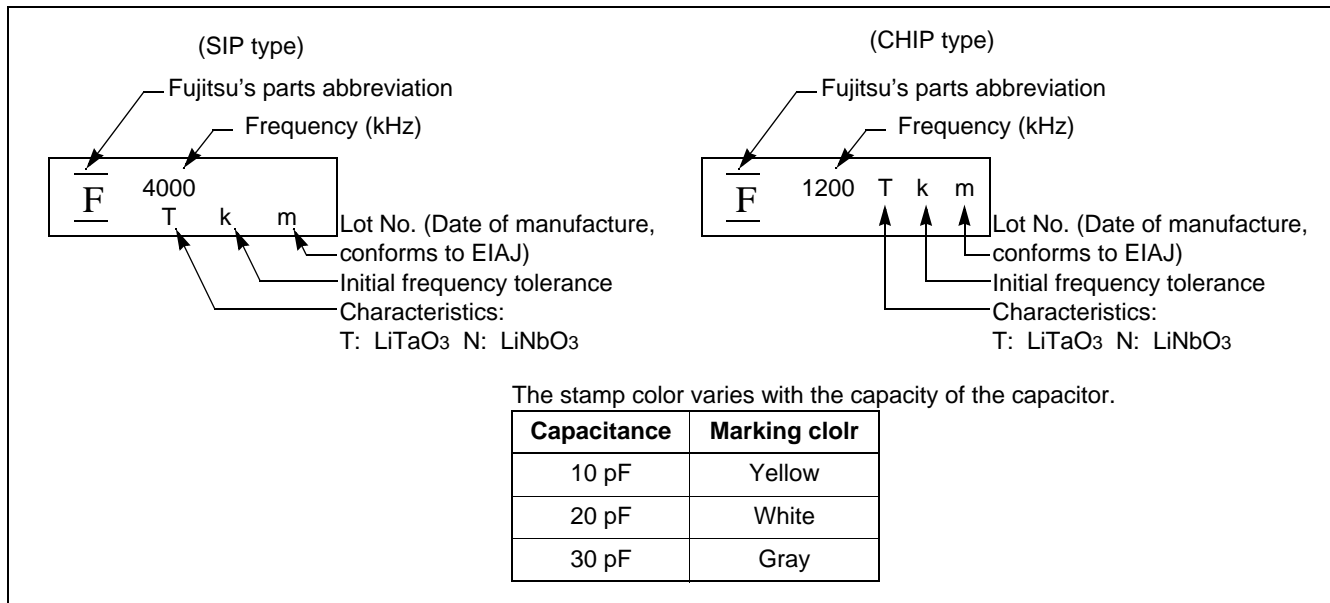 (SIP type)
Fujitsu's parts abbreviation
Frequency (kHz)
F 4000
T k m
Lot No. (Date of manufacture,
conforms to EIAJ)
Initial frequency tolerance
Characteristics:
T: LiTaO3 N: LiNbO3
(CHIP type)
Fujitsu's parts abbreviation
Frequency (kHz)
F 1200 T k m
Lot No. (Date of manufacture,
conforms to EIAJ)
Initial frequency tolerance
Characteristics:
T: LiTaO3 N: LiNbO3
The stamp color varies with the capacity of the capacitor.
Capacitance Marking clolr
10 pF Yellow
20 pF White
30 pF Gray